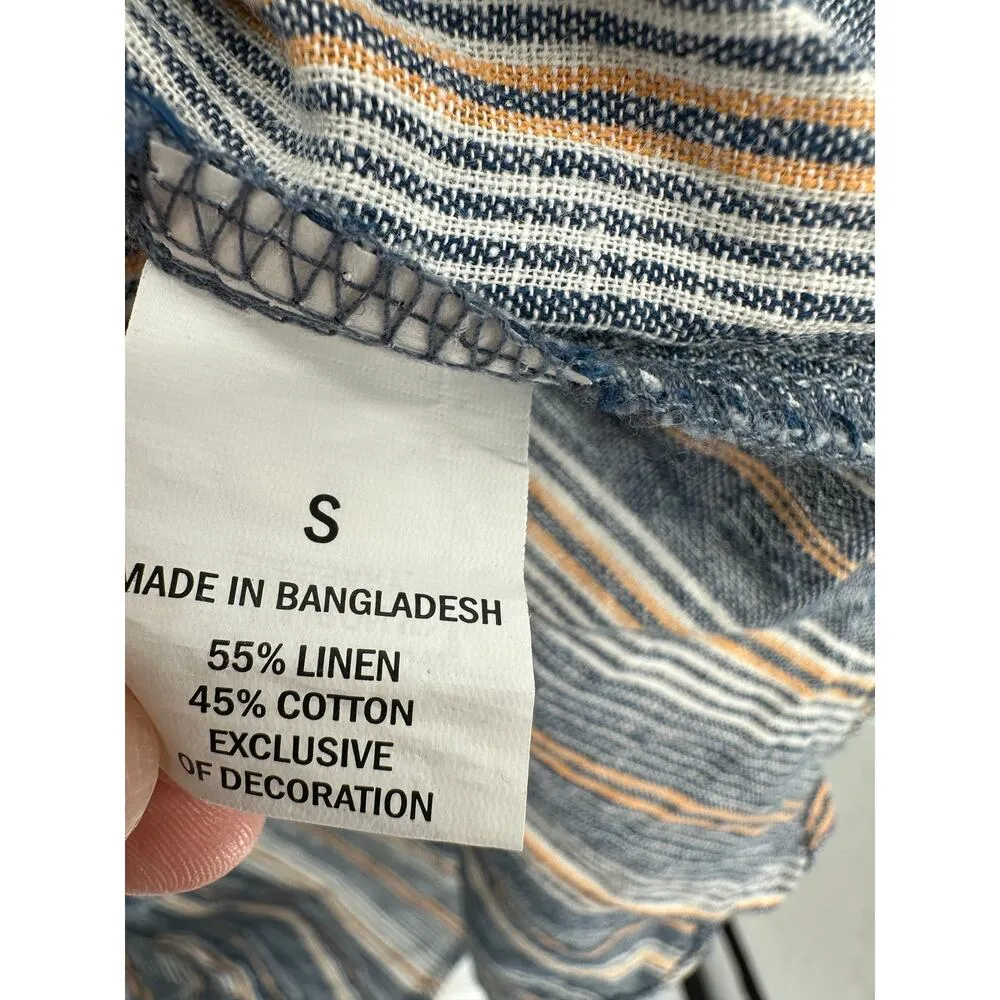 S
MADE IN BANGLADESH
55% LINEN
45% COTTON
EXCLUSIVE
OF DECORATION